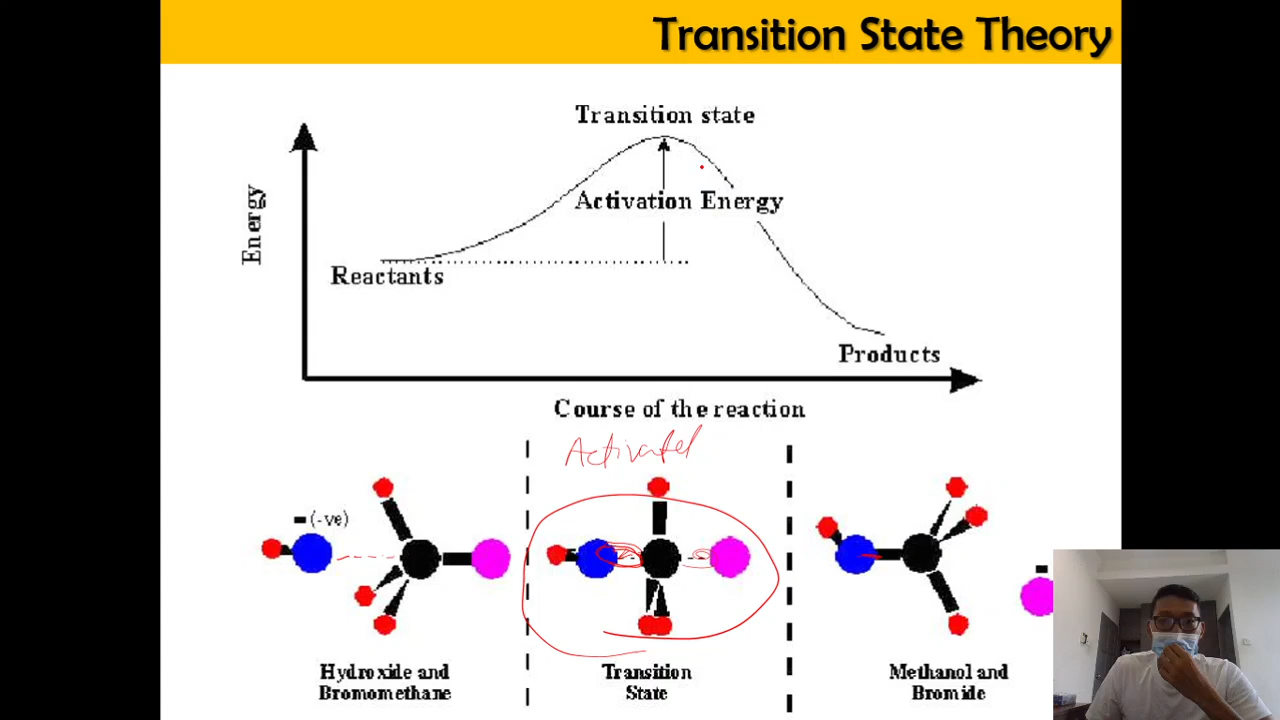 Transition State Theory
Transition state
Activation Energy
Energy
Reactants
Products
Course of the reaction
Activated
- (-ve)
-
Hydroxide and
Bromomethane
Transition
State
Methanol and
Bromide